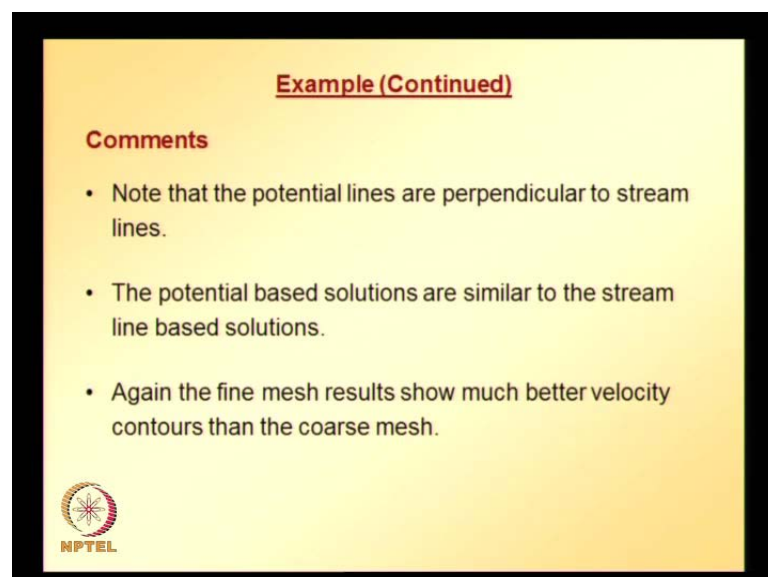 Example (Continued)
Comments
• Note that the potential lines are perpendicular to stream
lines.
• The potential based solutions are similar to the stream
line based solutions.
• Again the fine mesh results show much better velocity
contours than the coarse mesh.
NPTEL